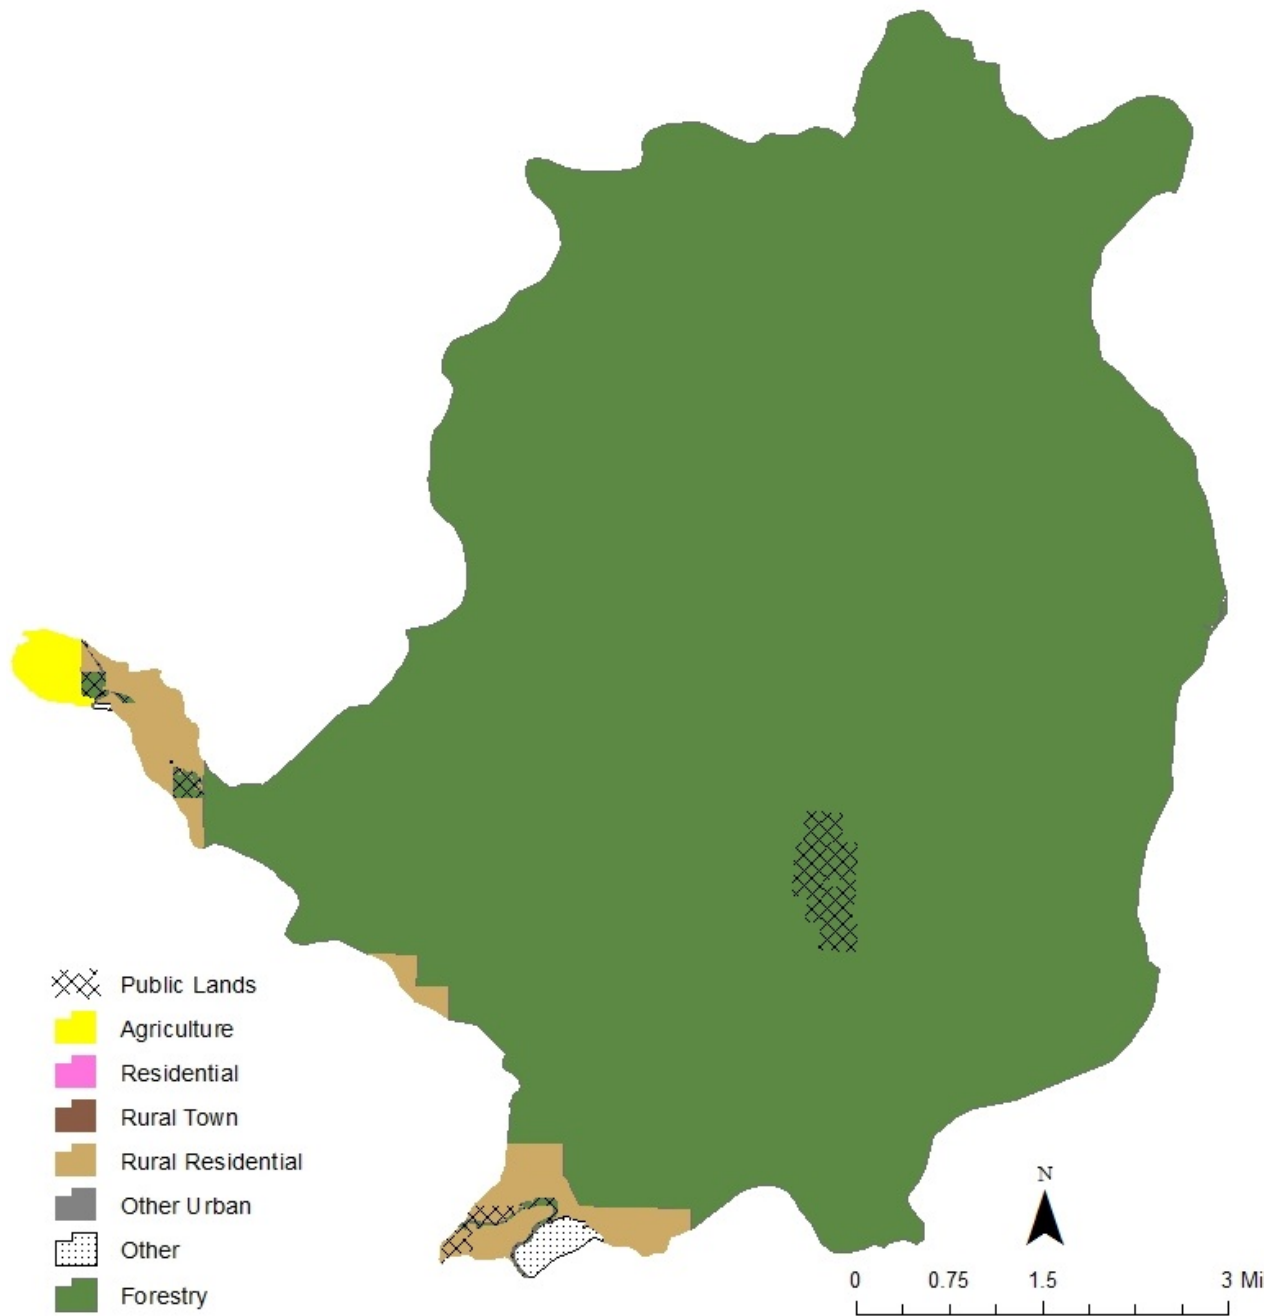 Public Lands
Agriculture
Residential
Rural Town
Rural Residential
Other Urban
Other
Forestry
N
0 0.75 1.5 3 Mi